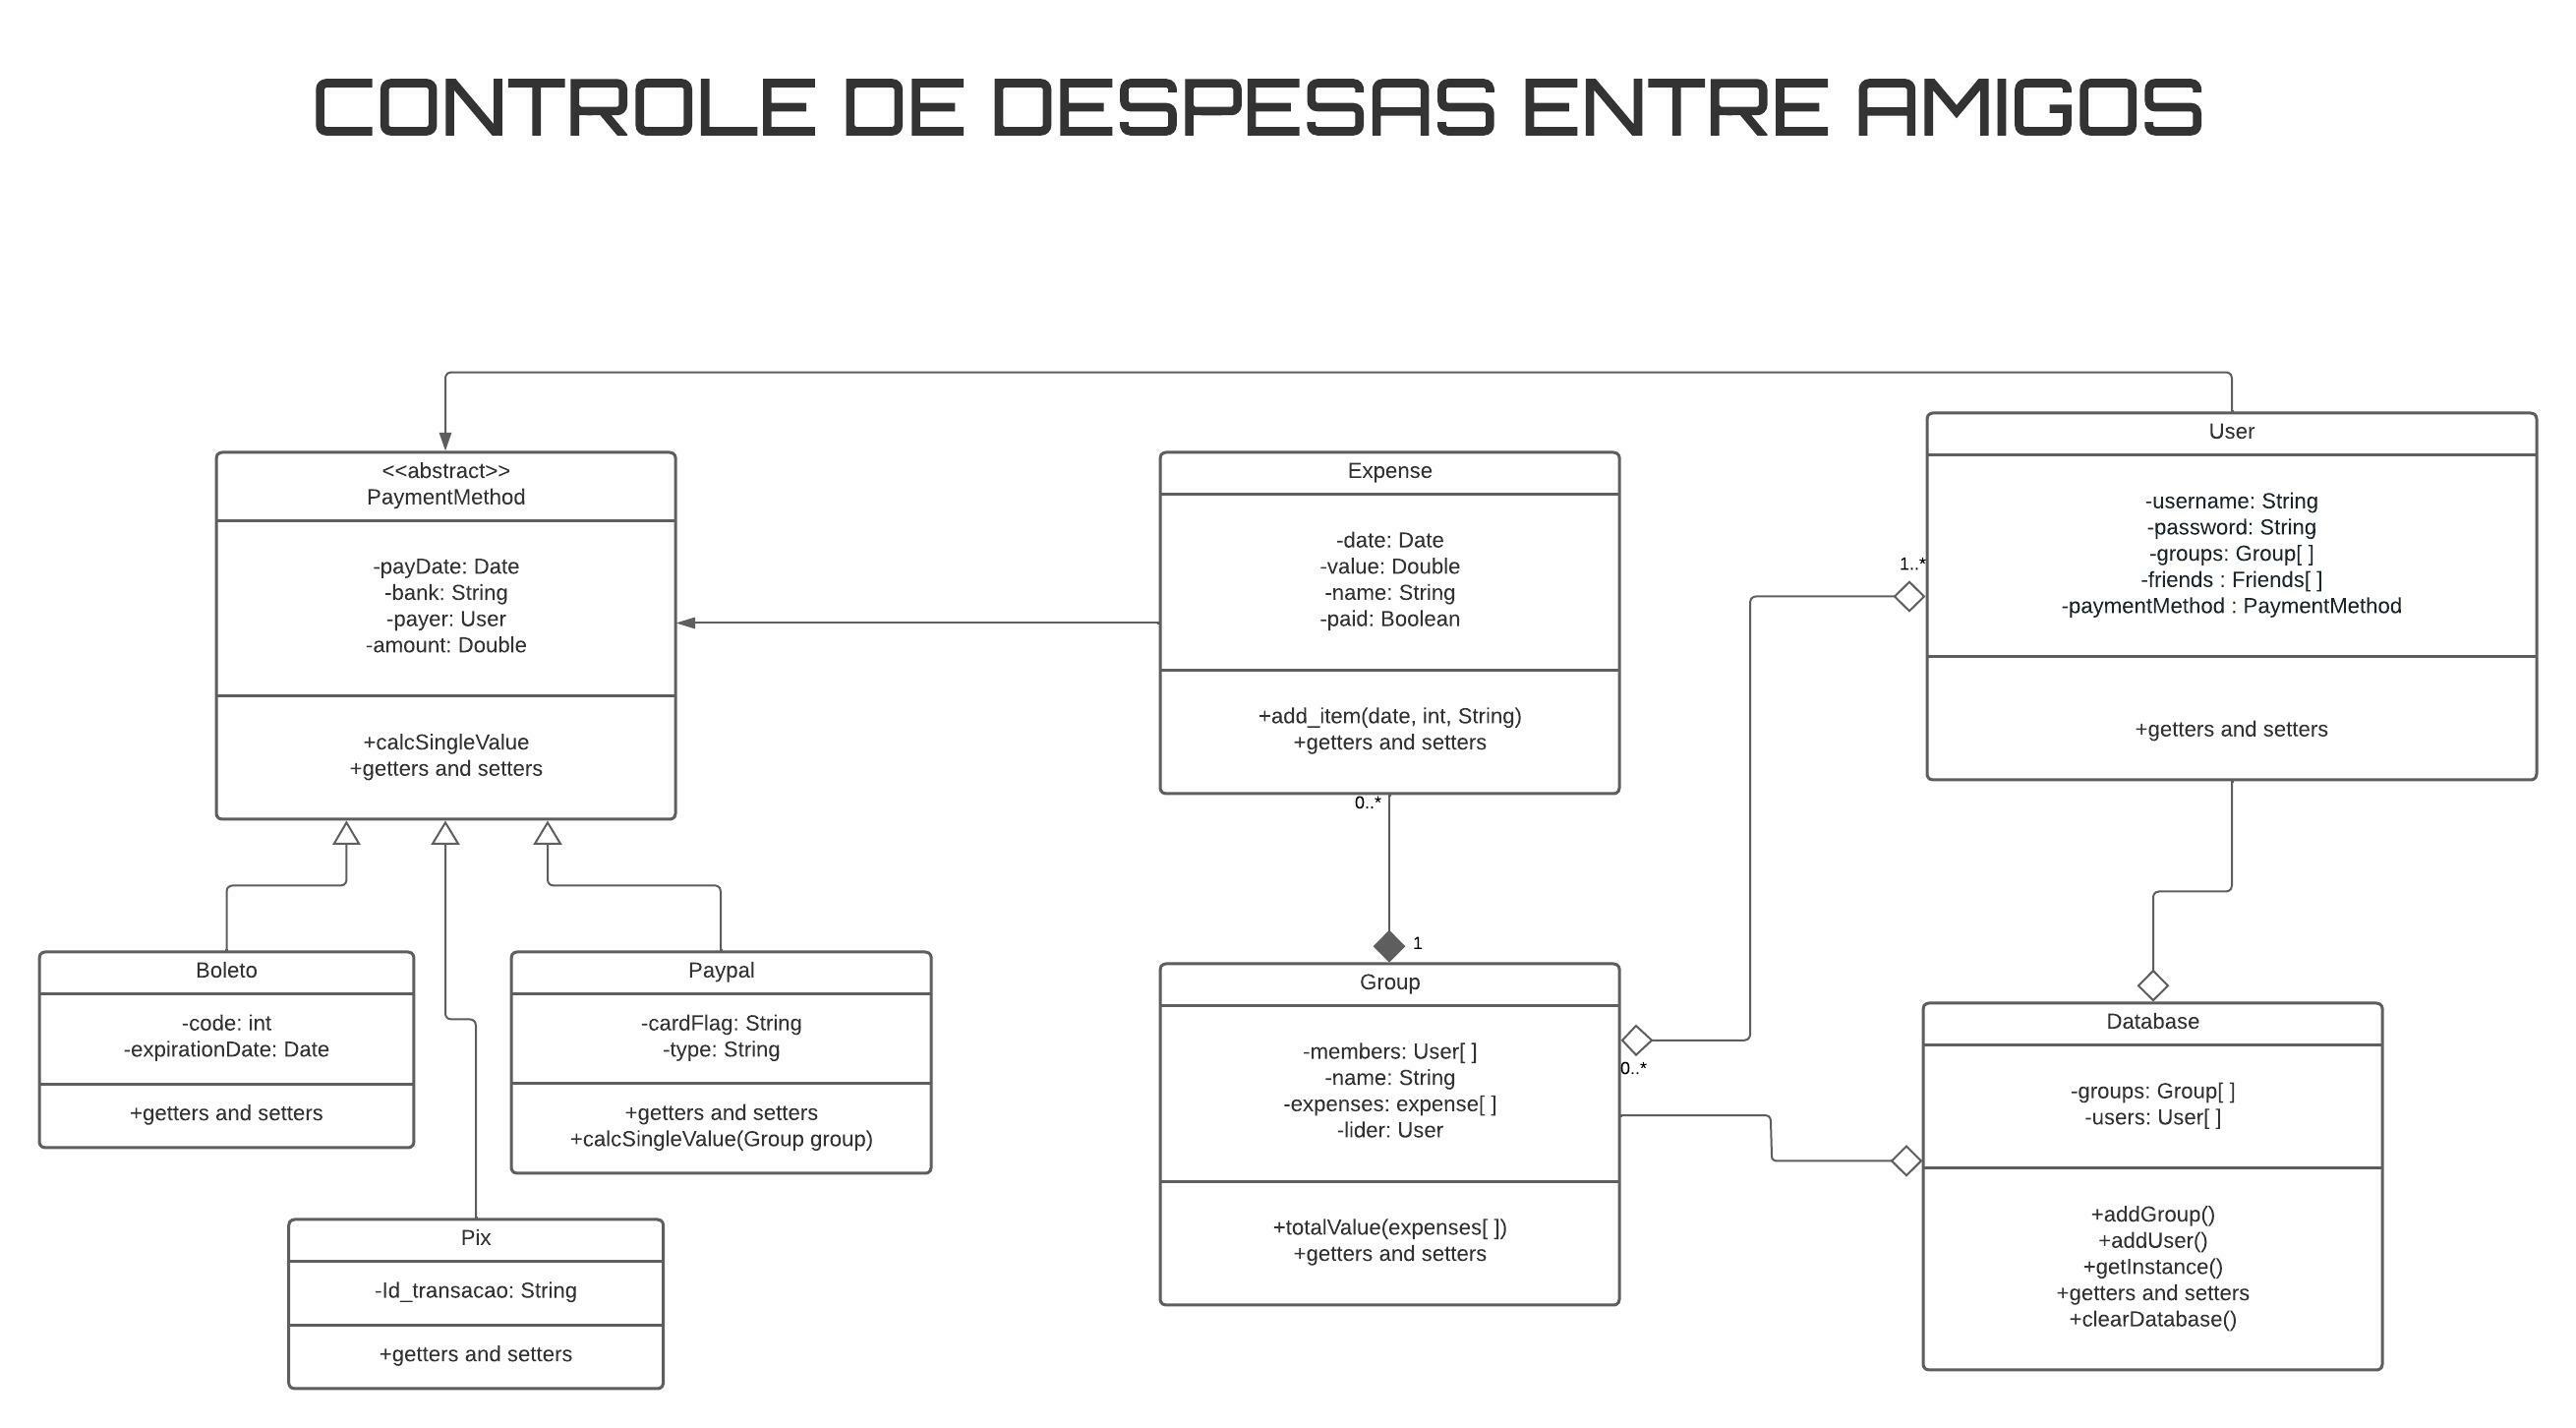 CONTROLE DE DESPESAS ENTRE AMIGOS
<<abstract>>
PaymentMethod
-payDate: Date
-bank: String
-payer: User
-amount: Double
+calcSingleValue
+getters and setters
Expense
-date: Date
-value: Double
-name: String
-paid: Boolean
+add_item(date, int, String)
+getters and setters
0..*
User
-username: String
-password: String
-groups: Group[ ]
-friends : Friends[ ]
-paymentMethod : PaymentMethod
+getters and setters
1..*
Boleto
-code: int
-expirationDate: Date
+getters and setters
Paypal
-cardFlag: String
-type: String
+getters and setters
+calcSingleValue(Group group)
Pix
-Id_transacao: String
+getters and setters
1
Group
-members: User[ ]
-name: String
-expenses: expense[ ]
-lider: User
+totalValue(expenses[ ])
+getters and setters
0..*
Database
-groups: Group[ ]
-users: User[ ]
+addGroup()
+addUser()
+getInstance()
+getters and setters
+clearDatabase()